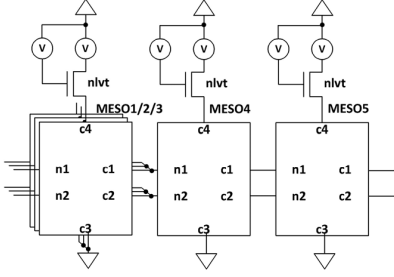 V V V V V V
nlvt nlvt nlvt
MESO1/2/3 MESO4 MESO5
c4 c4 c4
n1 c1 n1 c1 n1 c1
n2 c2 n2 c2 n2 c2
c3 c3 c3